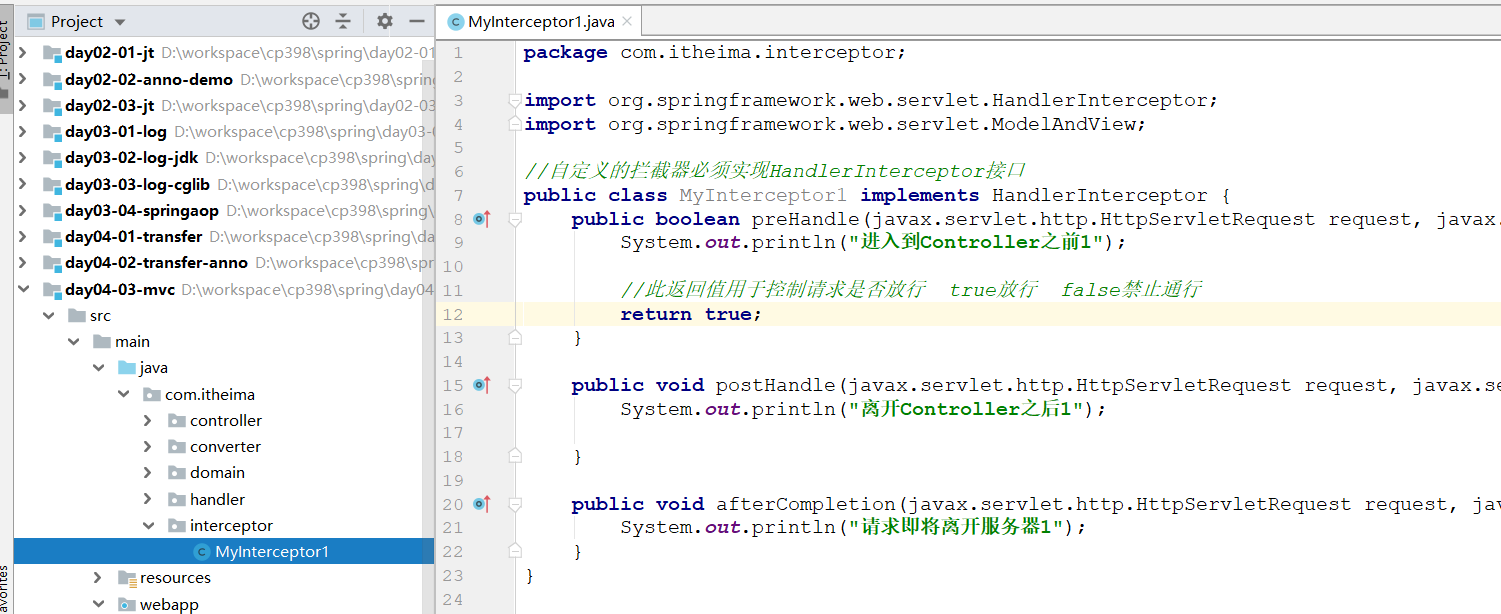 1: Project
Project
day02-01-jt D:\workspace\cp398\spring\day02-01
day02-02-anno-demo D:\workspace\cp398\sprin
day02-03-jt D:\workspace\cp398\spring\day02-03
day03-01-log D:\workspace\cp398\spring\day03-0
day03-02-log-jdk D:\workspace\cp398\spring\day
day03-03-log-cglib D:\workspace\cp398\spring\d
day03-04-springaop D:\workspace\cp398\spring\
day04-01-transfer D:\workspace\cp398\spring\da
day04-02-transfer-anno D:\workspace\cp398\spr
day04-03-mvc D:\workspace\cp398\spring\day04
src
main
java
com.itheima
controller
converter
domain
handler
interceptor
MyInterceptor1
resources
webapp
avorites
MyInterceptor1.java
1 package com.itheima.interceptor;
2
3 import org.springframework.web.servlet.HandlerInterceptor;
4 import org.springframework.web.servlet.ModelAndView;
5
6 //自定义的拦截器必须实现HandlerInterceptor接口
7 public class MyInterceptor1 implements HandlerInterceptor {
8 public boolean preHandle(javax.servlet.http.HttpServletRequest request, javax.
9 System.out.println("进入到Controller之前1");
10
11 //此返回值用于控制请求是否放行 true放行 false禁止通行
12 return true;
13 }
14
15 public void postHandle(javax.servlet.http.HttpServletRequest request, javax.se
16 System.out.println("离开Controller之后1");
17
18 }
19
20 public void afterCompletion(javax.servlet.http.HttpServletRequest request, jav
21 System.out.println("请求即将离开服务器1");
22 }
23 }
24